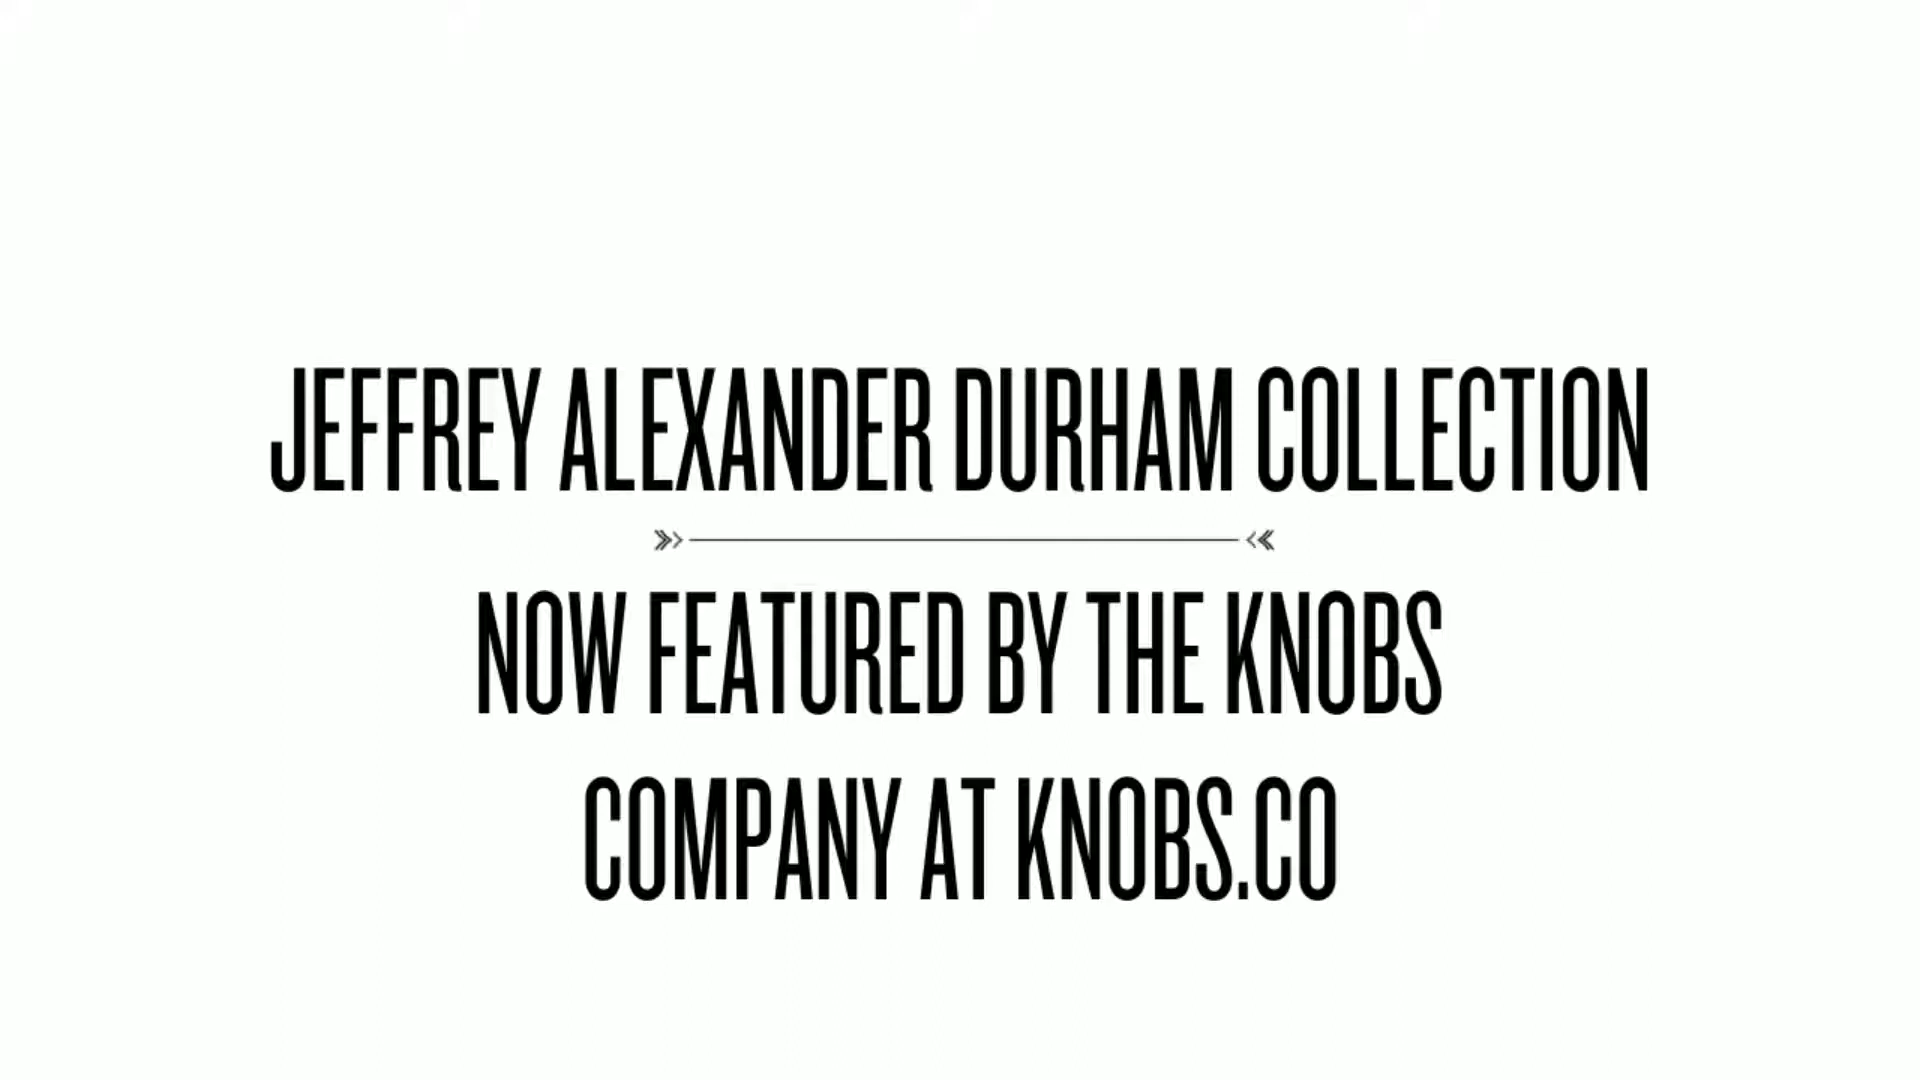 JEFFREY ALEXANDER DURHAM COLLECTION
NOW FEATURED BY THE KNOBS
COMPANY AT KNOBS.CO